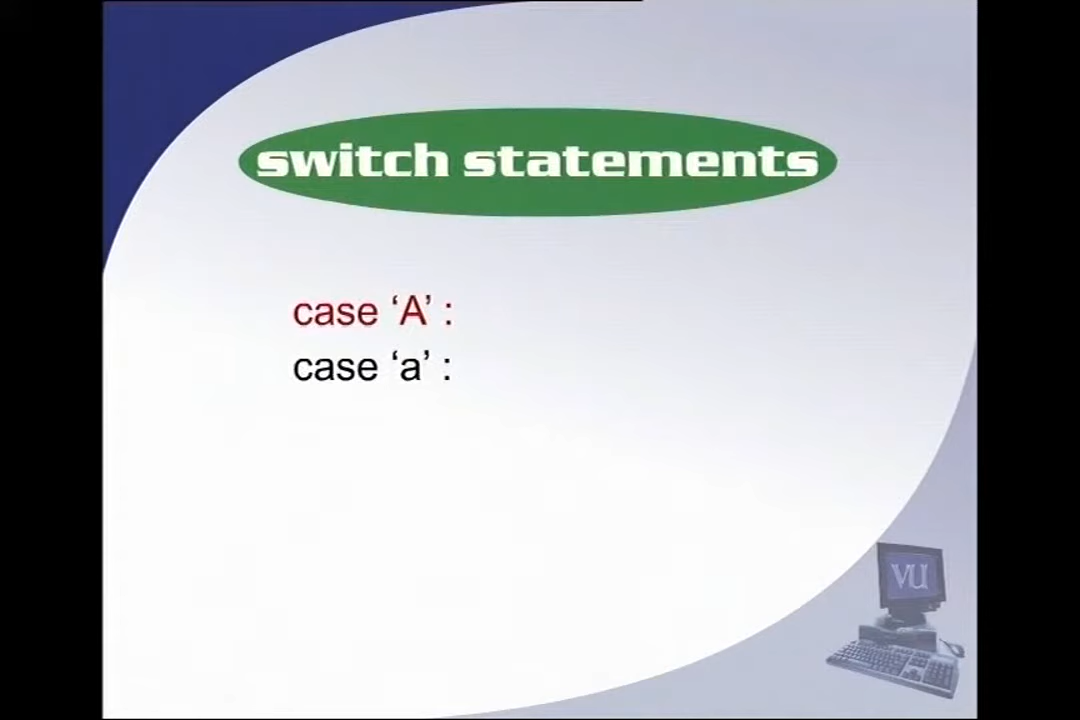 switch statements
case ‘A’ :
case ‘a’ :
VU